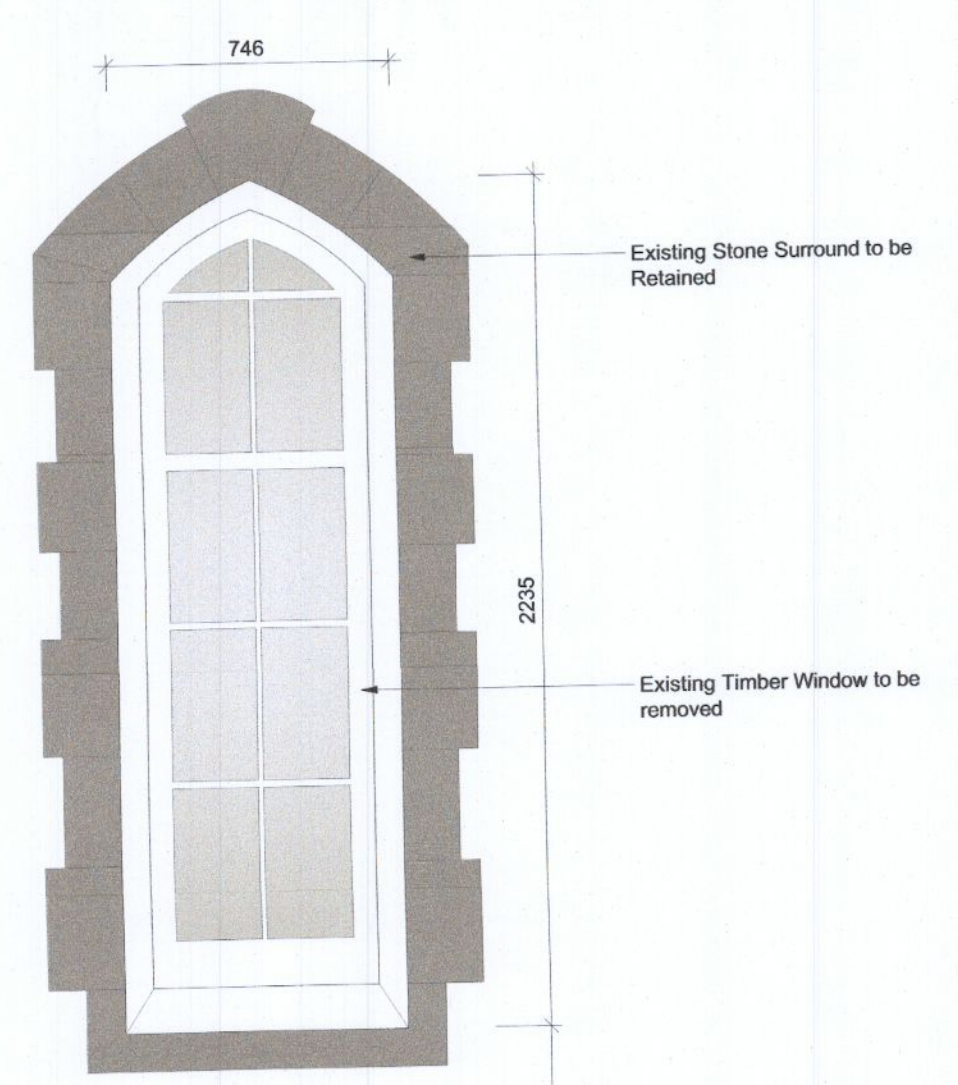 746
Existing Stone Surround to be
Retained
2235
Existing Timber Window to be
removed